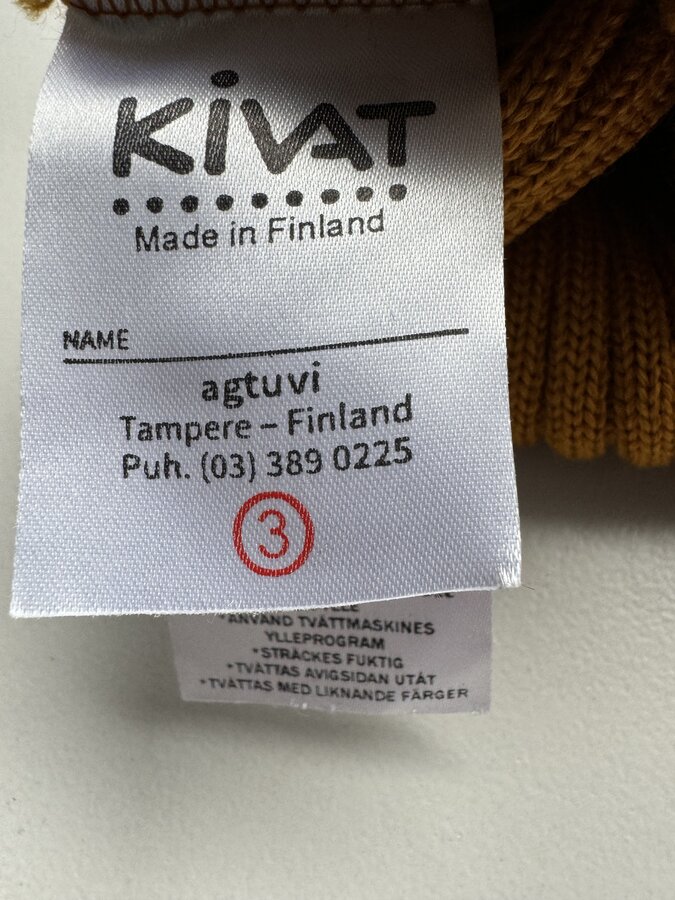 KiVAT
Made in Finland
NAME
agtuvi
Tampere – Finland
Puh. (03) 389 0225
3
•ANVÄND TVÄTTMASKINES
YLLEPROGRAM
•STRÄCKES FUKTIG
•TVÄTTAS AVIGSIDAN UTÅT
•TVÄTTAS MED LIKNANDE FÄRGER